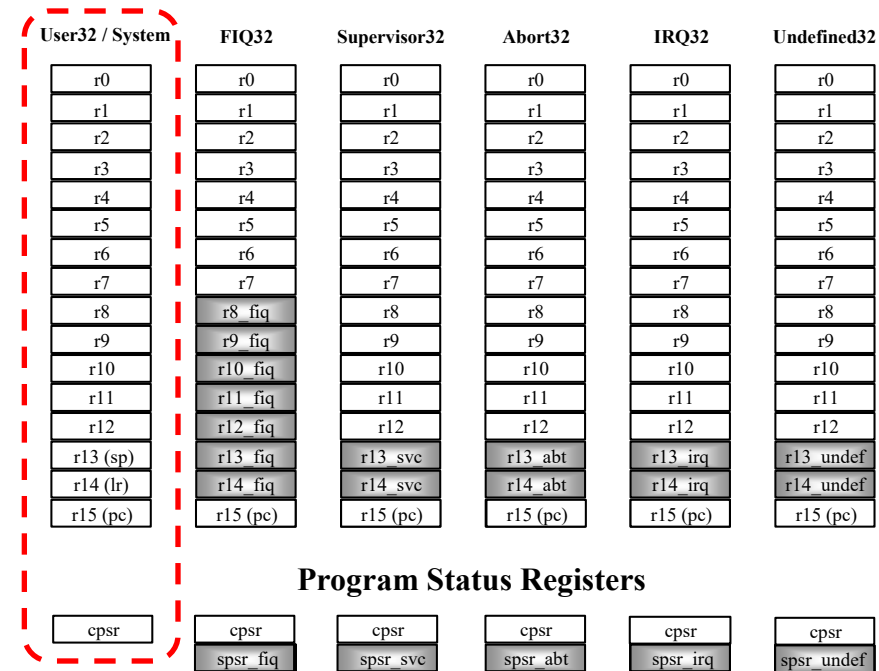 User32 / System FIQ32 Supervisor32 Abort32 IRQ32 Undefined32
r0 r0 r0 r0 r0 r0
r1 r1 r1 r1 r1 r1
r2 r2 r2 r2 r2 r2
r3 r3 r3 r3 r3 r3
r4 r4 r4 r4 r4 r4
r5 r5 r5 r5 r5 r5
r6 r6 r6 r6 r6 r6
r7 r7 r7 r7 r7 r7
r8 r8_fiq r8 r8 r8 r8
r9 r9_fiq r9 r9 r9 r9
r10 r10_fiq r10 r10 r10 r10
r11 r11_fiq r11 r11 r11 r11
r12 r12_fiq r12 r12 r12 r12
r13 (sp) r13_fiq r13_svc r13_abt r13_irq r13_undef
r14 (lr) r14_fiq r14_svc r14_abt r14_irq r14_undef
r15 (pc) r15 (pc) r15 (pc) r15 (pc) r15 (pc) r15 (pc)
Program Status Registers
cpsr cpsr cpsr cpsr cpsr cpsr
spsr_fiq spsr_svc spsr_abt spsr_irq spsr_undef